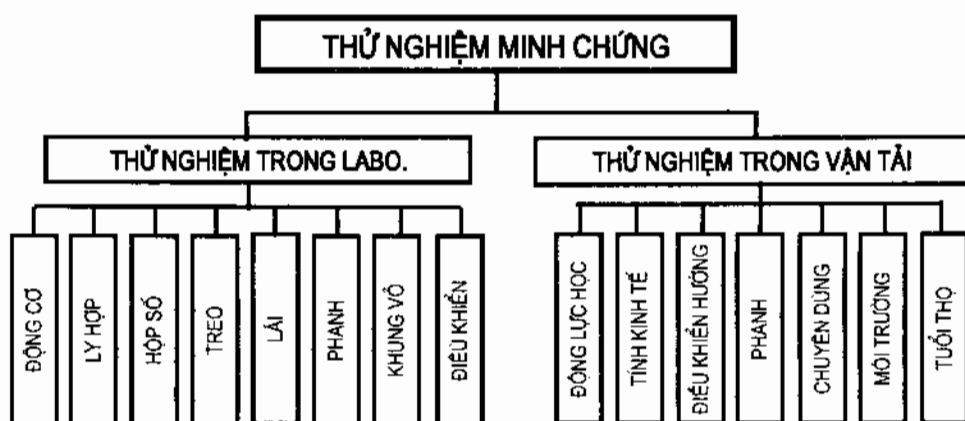 THỬ NGHIỆM MINH CHỨNG
THỬ NGHIỆM TRONG LABO.
THỬ NGHIỆM TRONG VẬN TẢI
ĐỘNG CƠ
LY HỢP
HỘP SỐ
TREO
LÁI
PHANH
KHUNG VỎ
ĐIỀU KHIỂN
ĐỘNG LỰC HỌC
TÍNH KINH TẾ
ĐIỀU KHIỂN HƯỚNG
PHANH
CHUYÊN DÙNG
MÔI TRƯỜNG
TUỔI THỌ